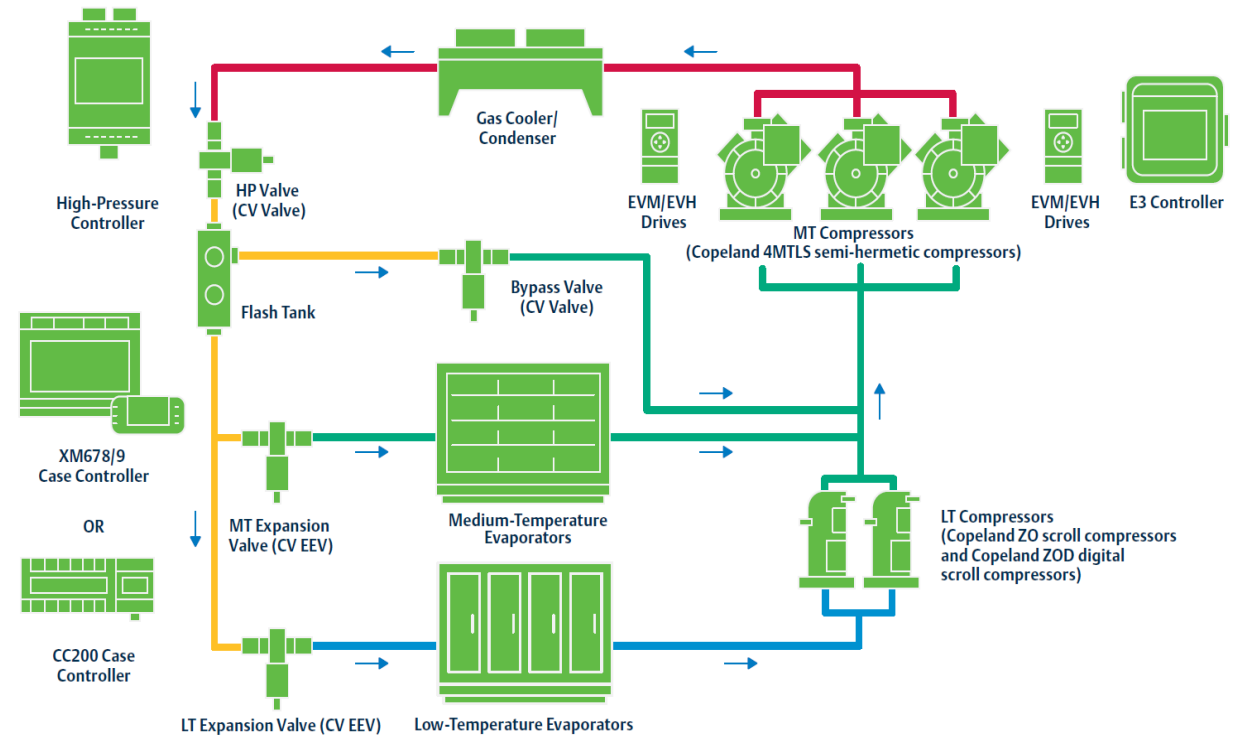 Gas Cooler/
Condenser
High-Pressure
Controller
HP Valve
(CV Valve)
EVM/EVH
Drives
MT Compressors
(Copeland 4MTLS semi-hermetic compressors)
EVM/EVH
Drives
E3 Controller
Flash Tank
Bypass Valve
(CV Valve)
XM678/9
Case Controller
OR
MT Expansion
Valve (CV EEV)
Medium-Temperature
Evaporators
LT Compressors
(Copeland ZO scroll compressors
and Copeland ZOD digital
scroll compressors)
CC200 Case
Controller
LT Expansion Valve (CV EEV)
Low-Temperature Evaporators